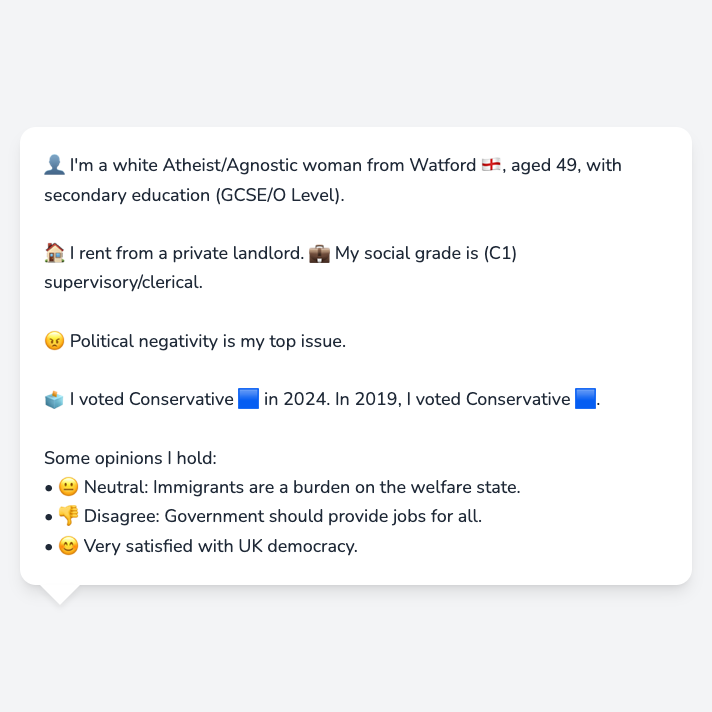 👤 I'm a white Atheist/Agnostic woman from Watford 🏴󠁧󠁢󠁥󠁮󠁧󠁿, aged 49, with
secondary education (GCSE/O Level).
🏠 I rent from a private landlord. 💼 My social grade is (C1)
supervisory/clerical.
😠 Political negativity is my top issue.
🗳️ I voted Conservative 🟦 in 2024. In 2019, I voted Conservative 🟦.
Some opinions I hold:
• 😐 Neutral: Immigrants are a burden on the welfare state.
• 👎 Disagree: Government should provide jobs for all.
• 😊 Very satisfied with UK democracy.